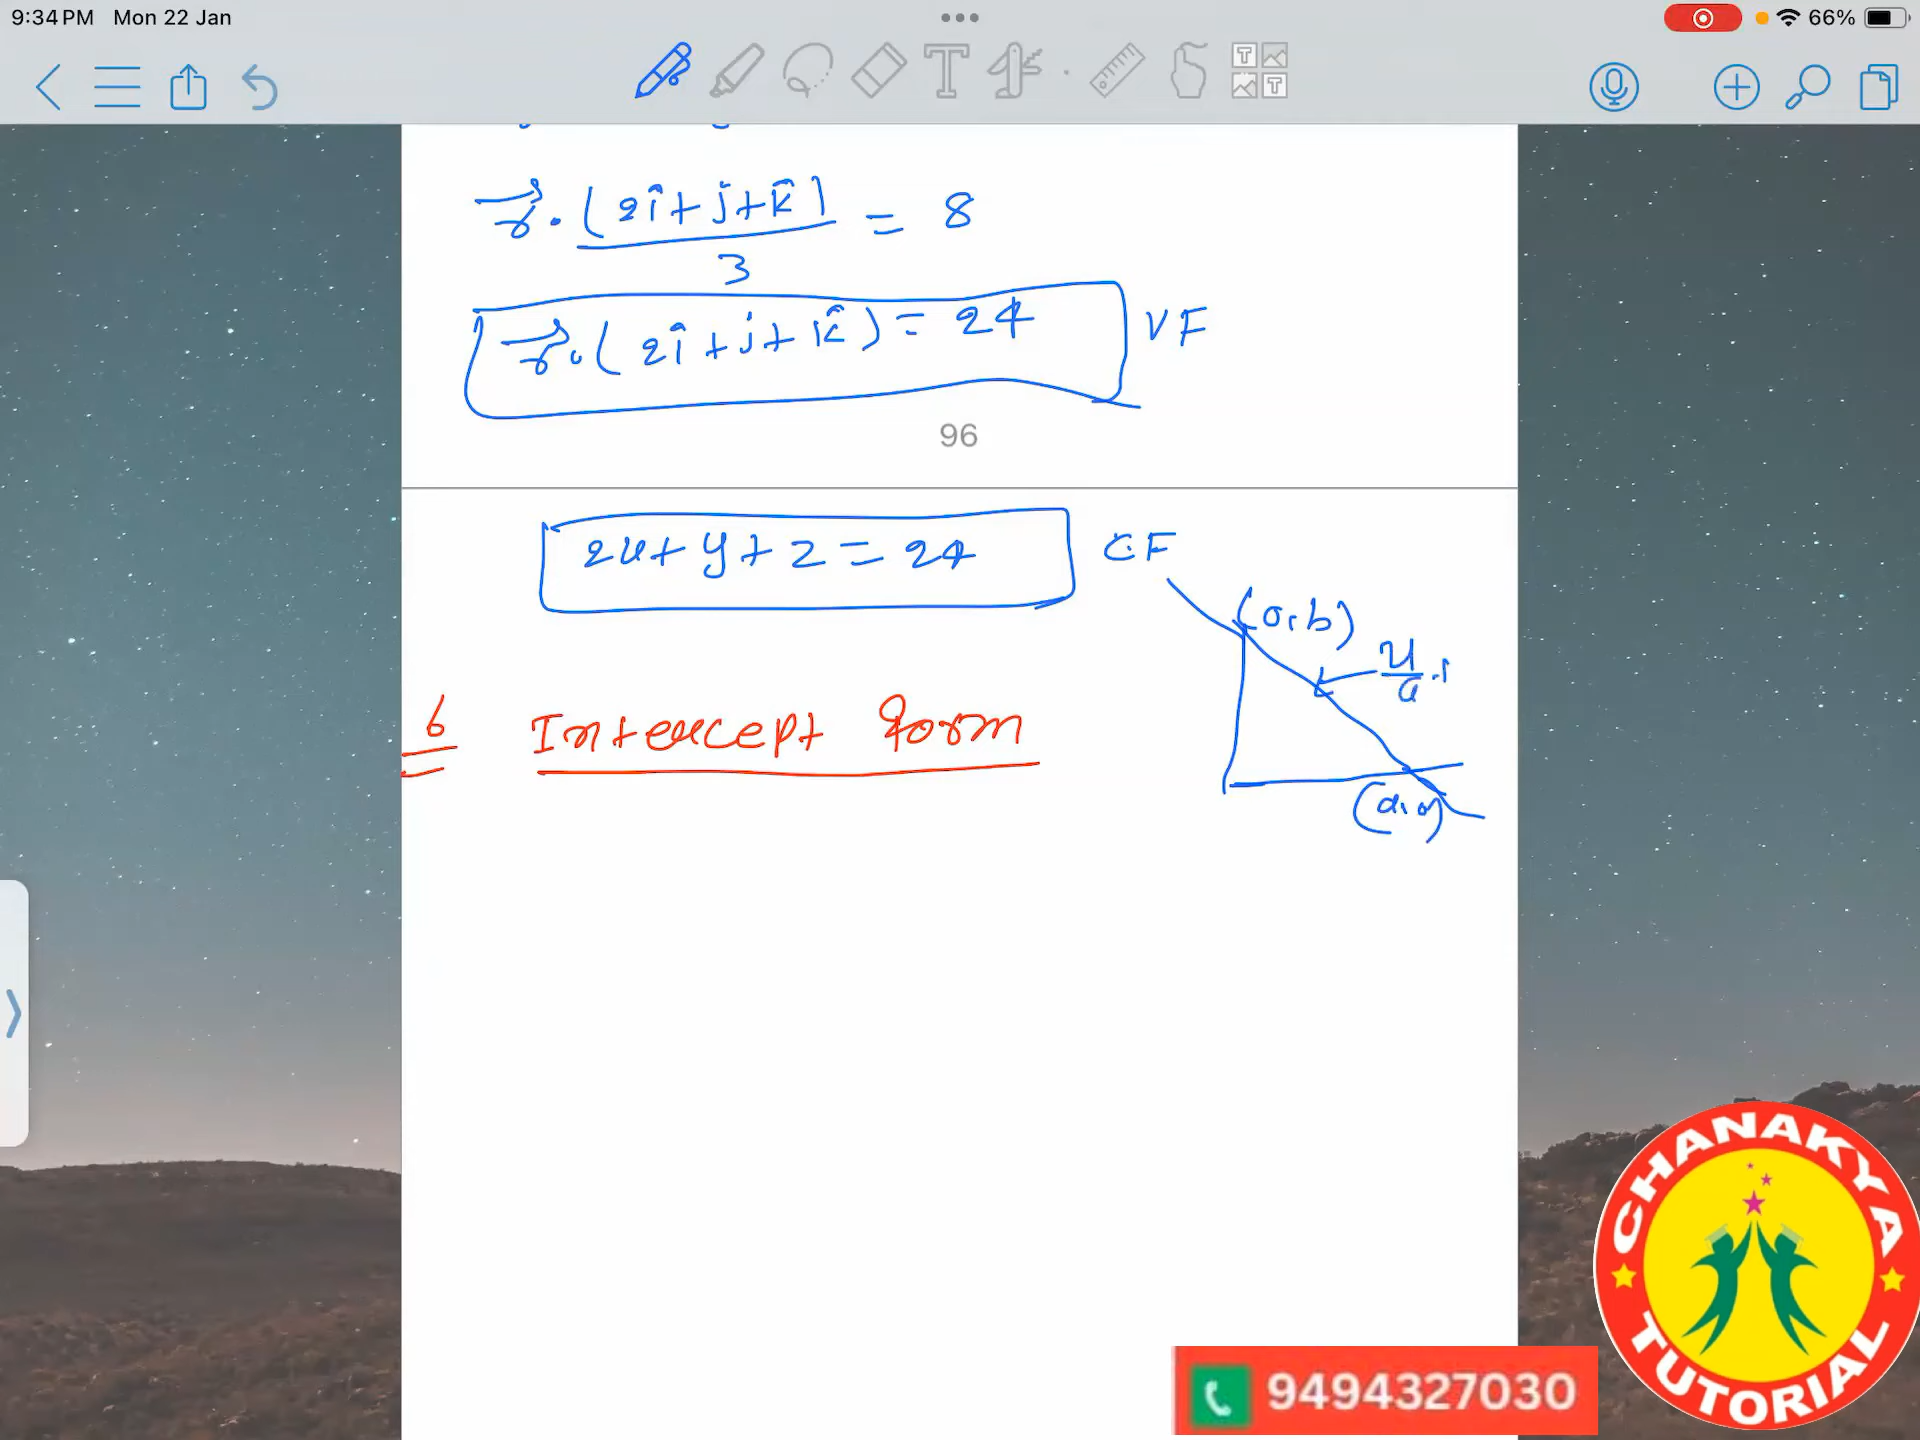 9:34 PM Mon 22 Jan
66%
r⃗ · (2î + ĵ + k̂) / 3 = 8
r⃗ · (2î + ĵ + k̂) = 24 VF
96
2x + y + z = 24 CF
(0, b)
x/a +
6 Intercept form
(a, 0)
CHANAKYA TUTORIAL
9494327030